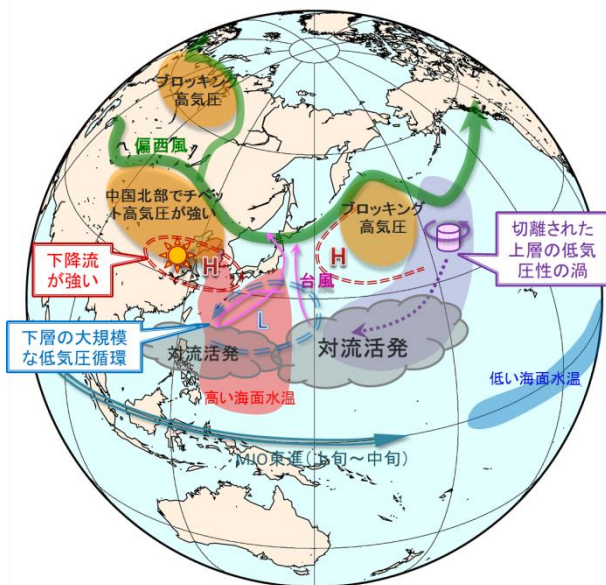 ブロッキング
高気圧
偏西風
中国北部でチベ
ット高気圧が強い
ブロッキング
高気圧
切離された
上層の低気
圧性の渦
下降流
が強い
H
H
台風
下層の大規模
な低気圧循環
L
対流活発
対流活発
高い海面水温
低い海面水温
MJO東進(上旬～中旬)